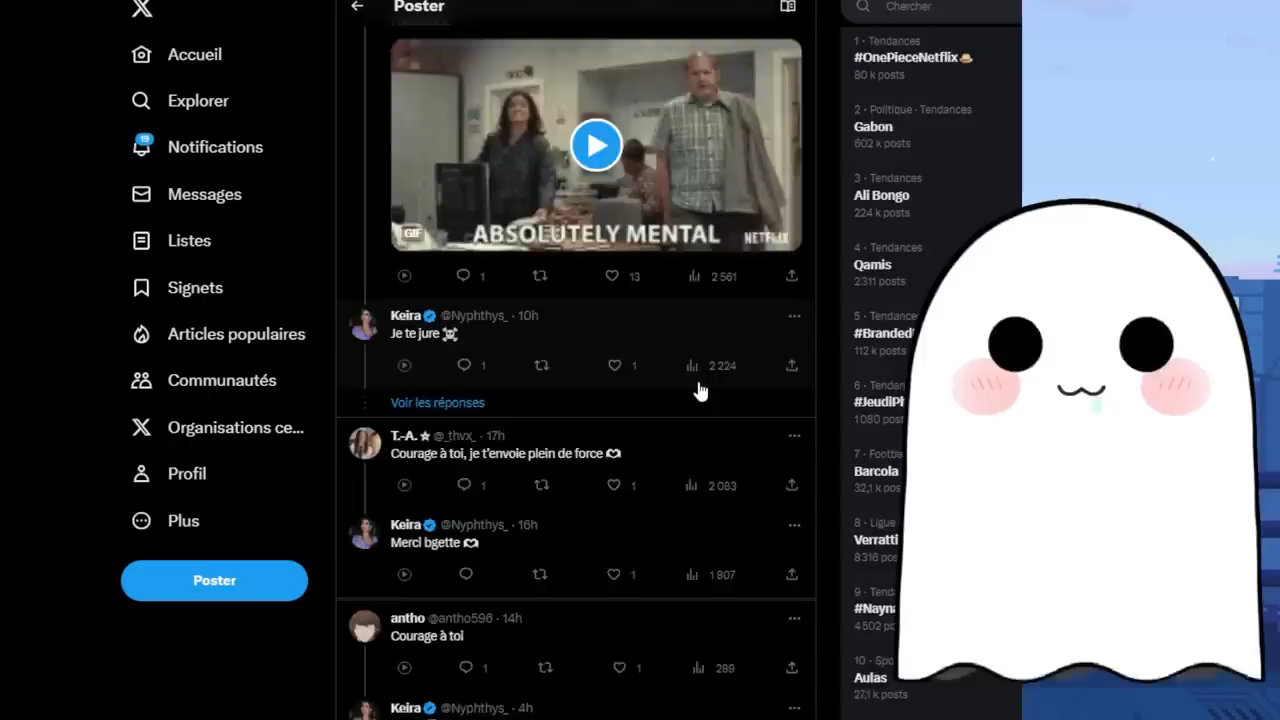 Poster
Chercher
Accueil
Explorer
19
Notifications
Messages
Listes
Signets
Articles populaires
Communautés
Organisations ce...
Profil
Plus
Poster
ABSOLUTELY MENTAL
GIF
NETFLIX
1
13
2 561
Keira @Nyphthys_ · 10h
Je te jure ☠️
1
1
2 224
Voir les réponses
T.-A. ★ @_thvx_ · 17h
Courage à toi, je t'envoie plein de force 🫶
1
1
2 083
Keira @Nyphthys_ · 16h
Merci bgette 🫶
1
1 807
antho @antho596 · 14h
Courage à toi
1
1
289
Keira @Nyphthys_ · 4h
1 · Tendances
#OnePieceNetflix
80 k posts
2 · Politique · Tendances
Gabon
602 k posts
3 · Tendances
Ali Bongo
224 k posts
4 · Tendances
Qamis
2 311 posts
5 · Tendance
#Branded
112 k posts
6 · Tendan
#JeudiPh
1 080 posts
7 · Footba
Barcola
32,1 k pos
8 · Ligue
Verratti
8 316 pos
9 · Tend
#Nayna
4 502 po
10 · Spo
Aulas
27,1 k posts